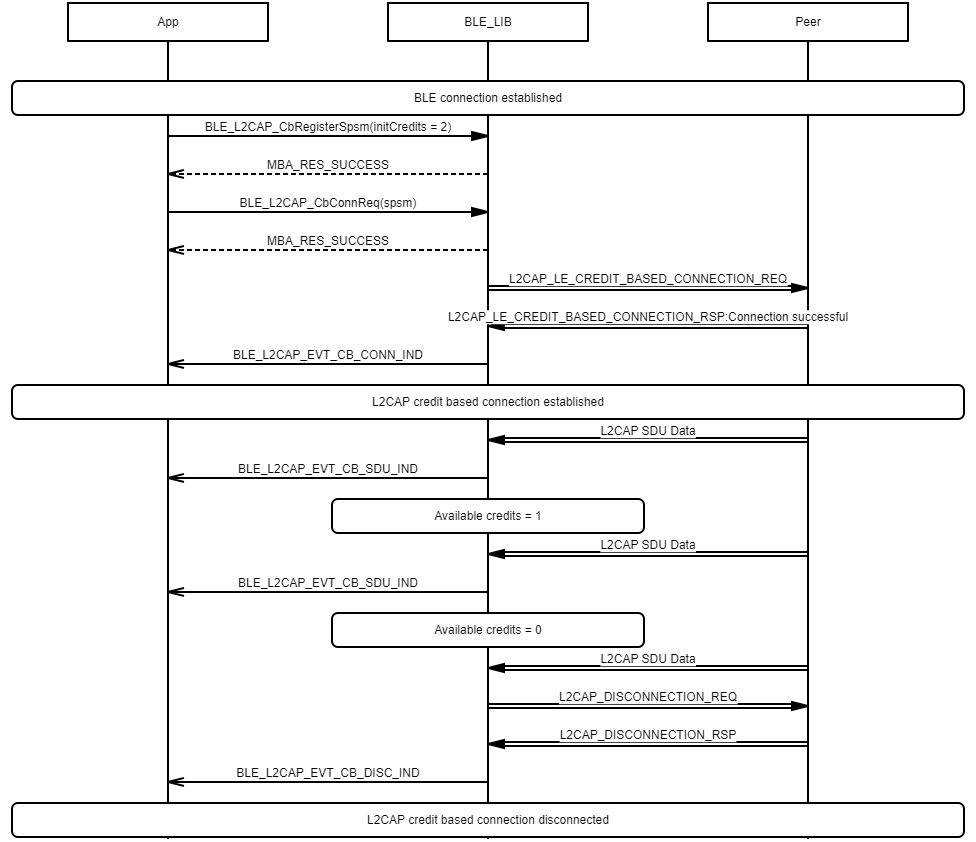 App
BLE_LIB
Peer
BLE connection established
BLE_L2CAP_CbRegisterSpsm(initCredits = 2)
MBA_RES_SUCCESS
BLE_L2CAP_CbConnReq(spsm)
MBA_RES_SUCCESS
L2CAP_LE_CREDIT_BASED_CONNECTION_REQ
L2CAP_LE_CREDIT_BASED_CONNECTION_RSP:Connection successful
BLE_L2CAP_EVT_CB_CONN_IND
L2CAP credit based connection established
L2CAP SDU Data
BLE_L2CAP_EVT_CB_SDU_IND
Available credits = 1
L2CAP SDU Data
BLE_L2CAP_EVT_CB_SDU_IND
Available credits = 0
L2CAP SDU Data
L2CAP_DISCONNECTION_REQ
L2CAP_DISCONNECTION_RSP
BLE_L2CAP_EVT_CB_DISC_IND
L2CAP credit based connection disconnected